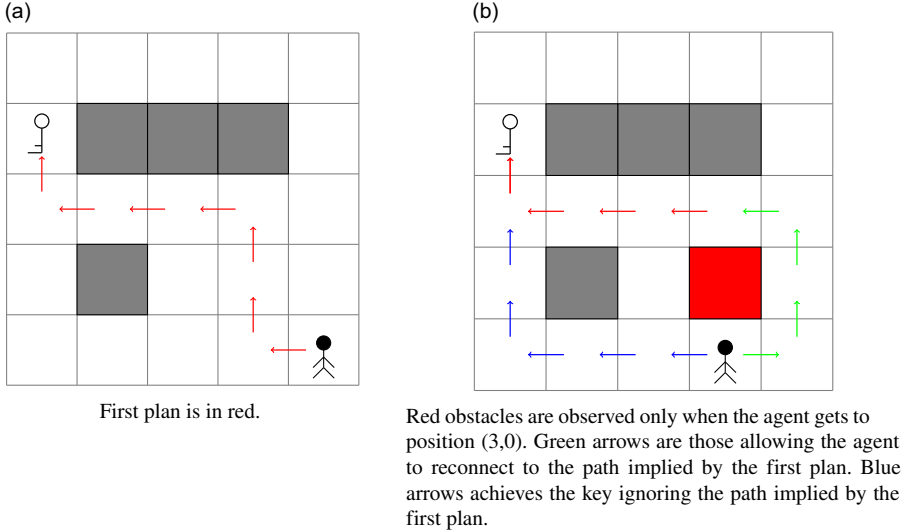 (a)
(b)
First plan is in red.
Red obstacles are observed only when the agent gets to
position (3,0). Green arrows are those allowing the agent
to reconnect to the path implied by the first plan. Blue
arrows achieves the key ignoring the path implied by the
first plan.